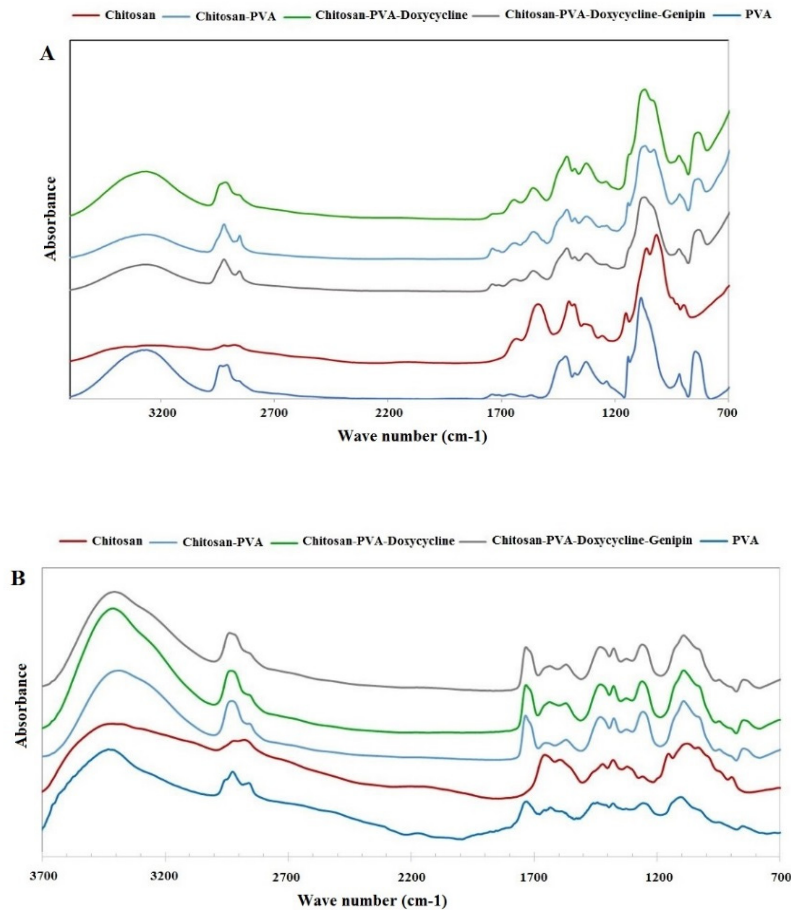 Chitosan Chitosan-PVA Chitosan-PVA-Doxycycline Chitosan-PVA-Doxycycline-Genipin PVA
A
Absorbance
3200 2700 2200 1700 1200 700
Wave number (cm-1)
Chitosan Chitosan-PVA Chitosan-PVA-Doxycycline Chitosan-PVA-Doxycycline-Genipin PVA
B
Absorbance
3700 3200 2700 2200 1700 1200 700
Wave number (cm-1)